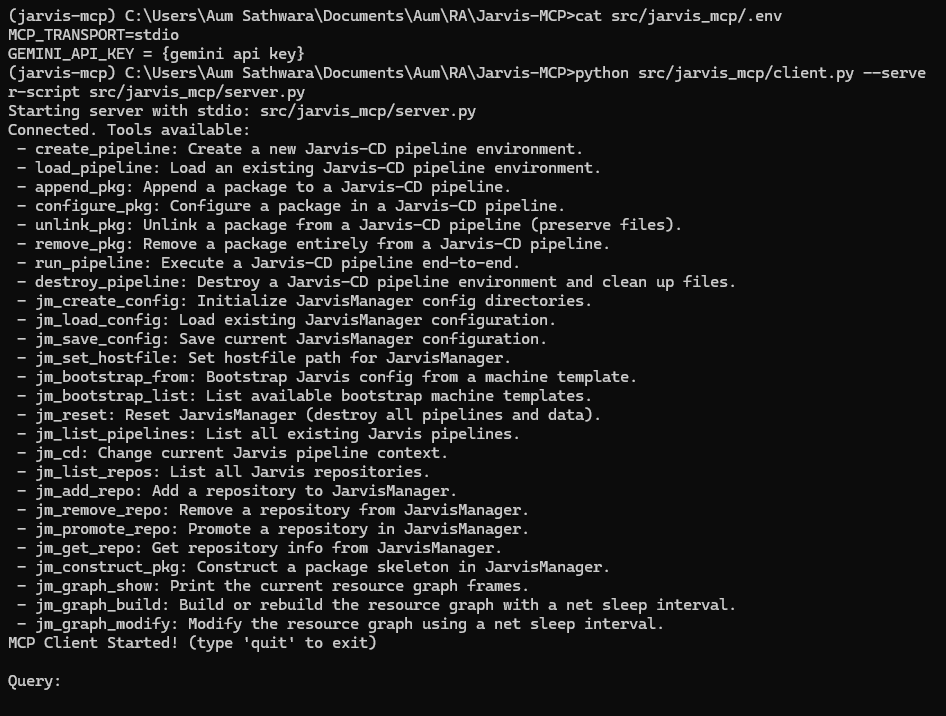 (jarvis-mcp) C:\Users\Aum Sathwara\Documents\Aum\RA\Jarvis-MCP>cat src/jarvis_mcp/.env
MCP_TRANSPORT=stdio
GEMINI_API_KEY = {gemini api key}
(jarvis-mcp) C:\Users\Aum Sathwara\Documents\Aum\RA\Jarvis-MCP>python src/jarvis_mcp/client.py --serve
r-script src/jarvis_mcp/server.py
Starting server with stdio: src/jarvis_mcp/server.py
Connected. Tools available:
 - create_pipeline: Create a new Jarvis-CD pipeline environment.
 - load_pipeline: Load an existing Jarvis-CD pipeline environment.
 - append_pkg: Append a package to a Jarvis-CD pipeline.
 - configure_pkg: Configure a package in a Jarvis-CD pipeline.
 - unlink_pkg: Unlink a package from a Jarvis-CD pipeline (preserve files).
 - remove_pkg: Remove a package entirely from a Jarvis-CD pipeline.
 - run_pipeline: Execute a Jarvis-CD pipeline end-to-end.
 - destroy_pipeline: Destroy a Jarvis-CD pipeline environment and clean up files.
 - jm_create_config: Initialize JarvisManager config directories.
 - jm_load_config: Load existing JarvisManager configuration.
 - jm_save_config: Save current JarvisManager configuration.
 - jm_set_hostfile: Set hostfile path for JarvisManager.
 - jm_bootstrap_from: Bootstrap Jarvis config from a machine template.
 - jm_bootstrap_list: List available bootstrap machine templates.
 - jm_reset: Reset JarvisManager (destroy all pipelines and data).
 - jm_list_pipelines: List all existing Jarvis pipelines.
 - jm_cd: Change current Jarvis pipeline context.
 - jm_list_repos: List all Jarvis repositories.
 - jm_add_repo: Add a repository to JarvisManager.
 - jm_remove_repo: Remove a repository from JarvisManager.
 - jm_promote_repo: Promote a repository in JarvisManager.
 - jm_get_repo: Get repository info from JarvisManager.
 - jm_construct_pkg: Construct a package skeleton in JarvisManager.
 - jm_graph_show: Print the current resource graph frames.
 - jm_graph_build: Build or rebuild the resource graph with a net sleep interval.
 - jm_graph_modify: Modify the resource graph using a net sleep interval.
MCP Client Started! (type 'quit' to exit)
Query: